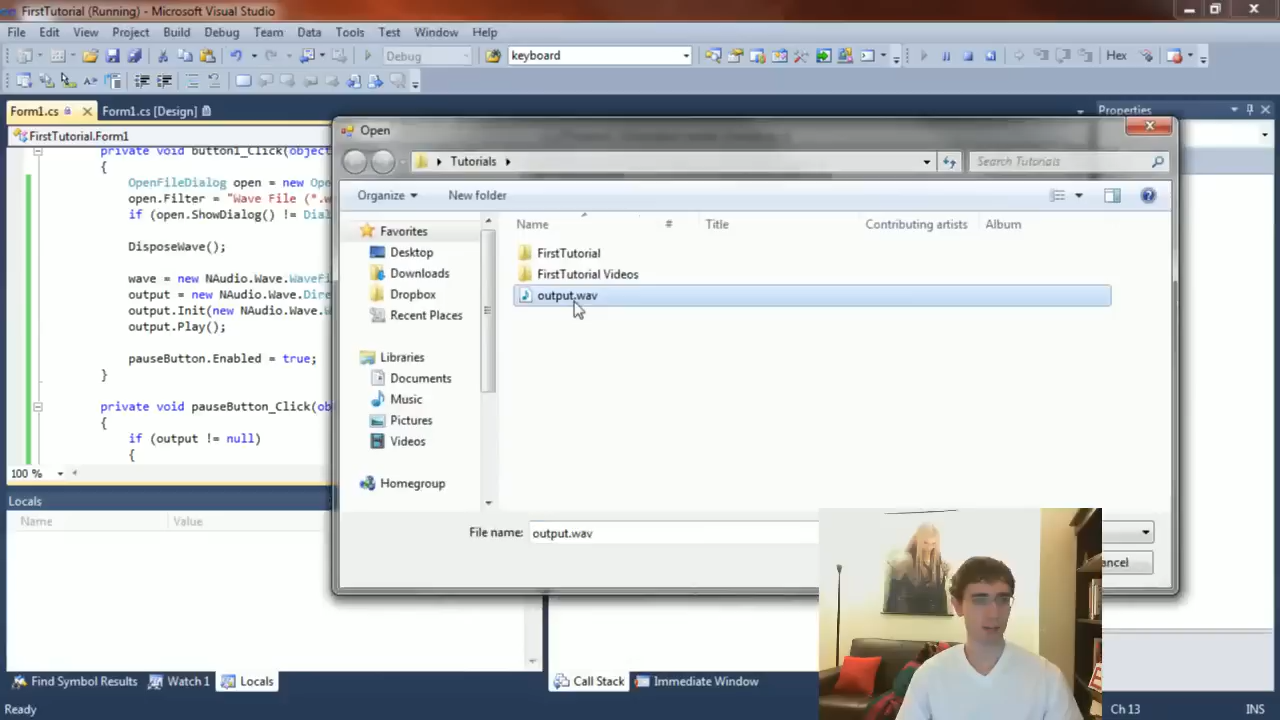 FirstTutorial (Running) - Microsoft Visual Studio
File Edit View Project Build Debug Team Data Tools Test Window Help
Debug keyboard Hex
Form1.cs Form1.cs [Design] Properties
FirstTutorial.Form1
private void button1_Click(object
{
OpenFileDialog open = new Ope
open.Filter = "Wave File (*.w
if (open.ShowDialog() != Dial
DisposeWave();
wave = new NAudio.Wave.WaveFi
output = new NAudio.Wave.Dire
output.Init(new NAudio.Wave.W
output.Play();
pauseButton.Enabled = true;
}
private void pauseButton_Click(ob
{
if (output != null)
{
100 %
Locals
Name Value
Open
Tutorials
Search Tutorials
Organize New folder
Favorites
Desktop
Downloads
Dropbox
Recent Places
Libraries
Documents
Music
Pictures
Videos
Homegroup
Name # Title Contributing artists Album
FirstTutorial
FirstTutorial Videos
output.wav
File name: output.wav
ancel
Find Symbol Results Watch 1 Locals Call Stack Immediate Window
Ready Ch 13 INS